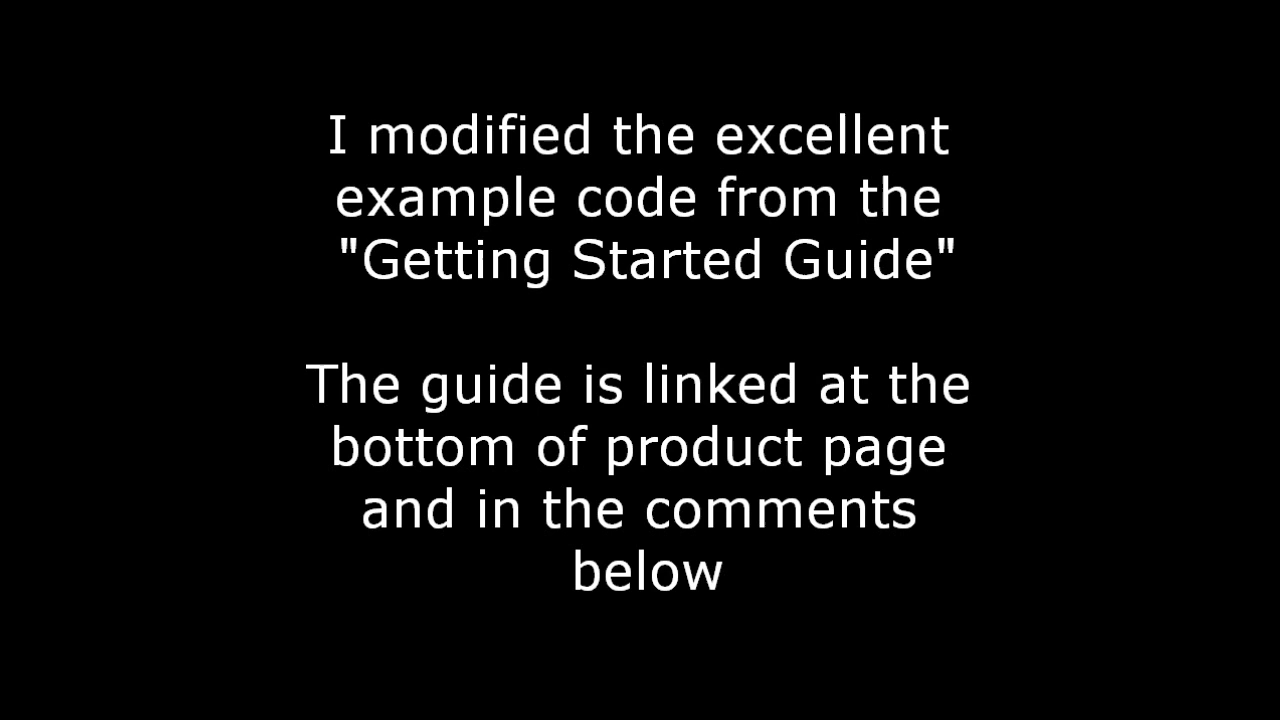 I modified the excellent
example code from the
"Getting Started Guide"
The guide is linked at the
bottom of product page
and in the comments
below